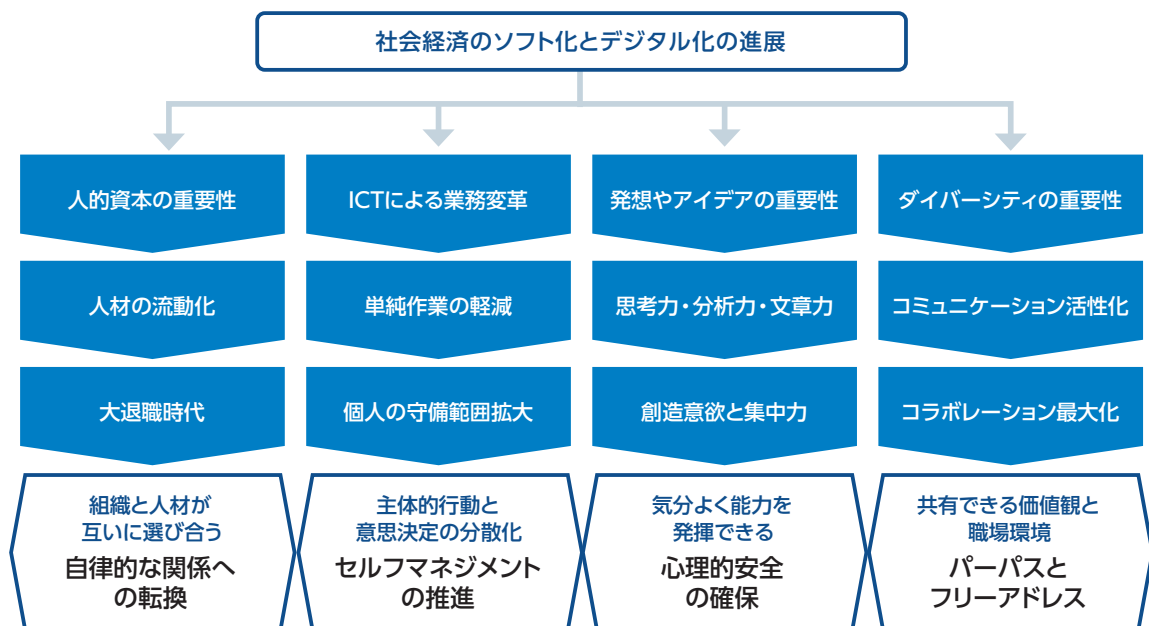 社会経済のソフト化とデジタル化の進展
人的資本の重要性
人材の流動化
大退職時代
組織と人材が
互いに選び合う
自律的な関係へ
の転換
ICTによる業務変革
単純作業の軽減
個人の守備範囲拡大
主体的行動と
意思決定の分散化
セルフマネジメント
の推進
発想やアイデアの重要性
思考力・分析力・文章力
創造意欲と集中力
気分よく能力を
発揮できる
心理的安全
の確保
ダイバーシティの重要性
コミュニケーション活性化
コラボレーション最大化
共有できる価値観と
職場環境
パーパスと
フリーアドレス